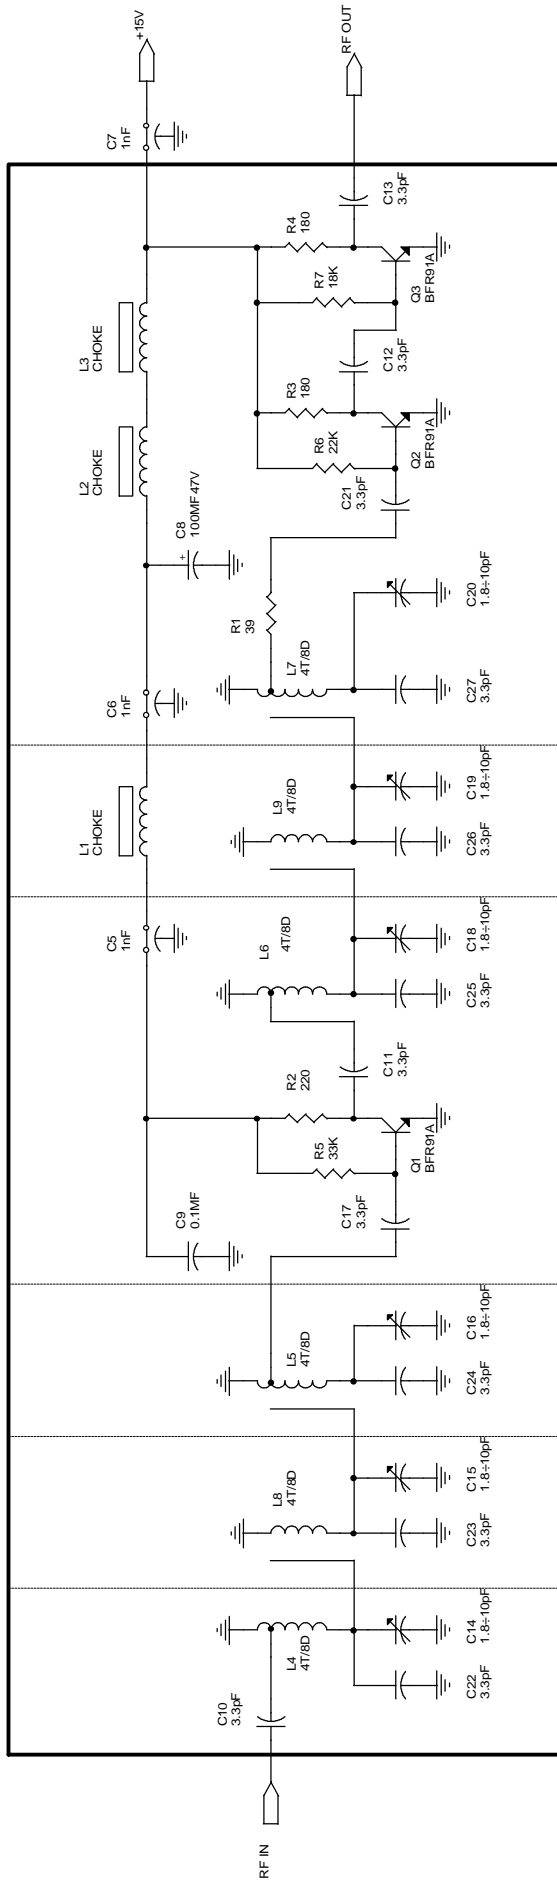 RF IN
C10
3.3pF
L4
4T/8D
C22
3.3pF
C14
1.8÷10pF
L8
4T/8D
C23
3.3pF
C15
1.8÷10pF
L5
4T/8D
C24
3.3pF
C16
1.8÷10pF
C9
0.1MF
C17
3.3pF
R5
33K
R2
220
Q1
BFR91A
C11
3.3pF
C5
1nF
L6
4T/8D
C25
3.3pF
C18
1.8÷10pF
L1
CHOKE
L9
4T/8D
C26
3.3pF
C19
1.8÷10pF
C6
1nF
L7
4T/8D
C27
3.3pF
C20
1.8÷10pF
R1
39
C8
+
100MF47V
L2
CHOKE
C21
3.3pF
R6
22K
R3
180
Q2
BFR91A
C12
3.3pF
L3
CHOKE
R7
18K
R4
180
Q3
BFR91A
C13
3.3pF
C7
1nF
+15V
RF OUT